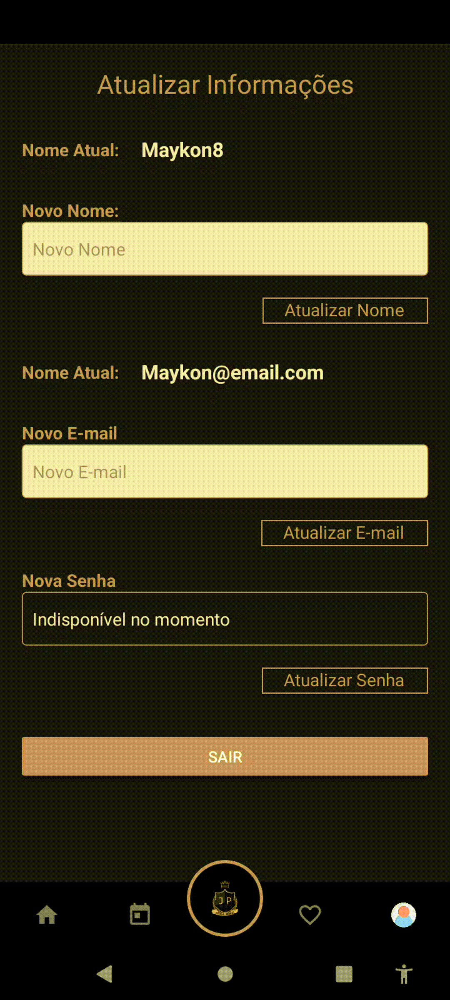 Atualizar Informações
Nome Atual: Maykon8
Novo Nome:
Novo Nome
Atualizar Nome
Nome Atual: Maykon@email.com
Novo E-mail
Novo E-mail
Atualizar E-mail
Nova Senha
Indisponível no momento
Atualizar Senha
SAIR
J P